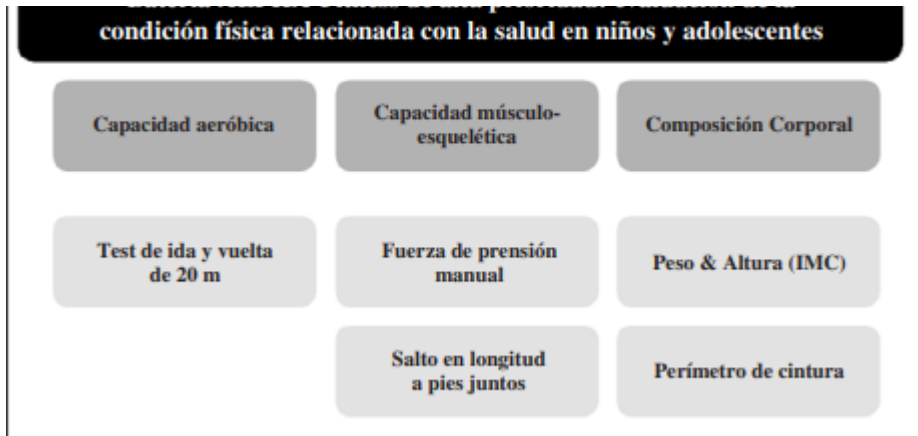 condición física relacionada con la salud en niños y adolescentes
Capacidad aeróbica
Capacidad músculo-
esquelética
Composición Corporal
Test de ida y vuelta
de 20 m
Fuerza de prensión
manual
Peso & Altura (IMC)
Salto en longitud
a pies juntos
Perímetro de cintura